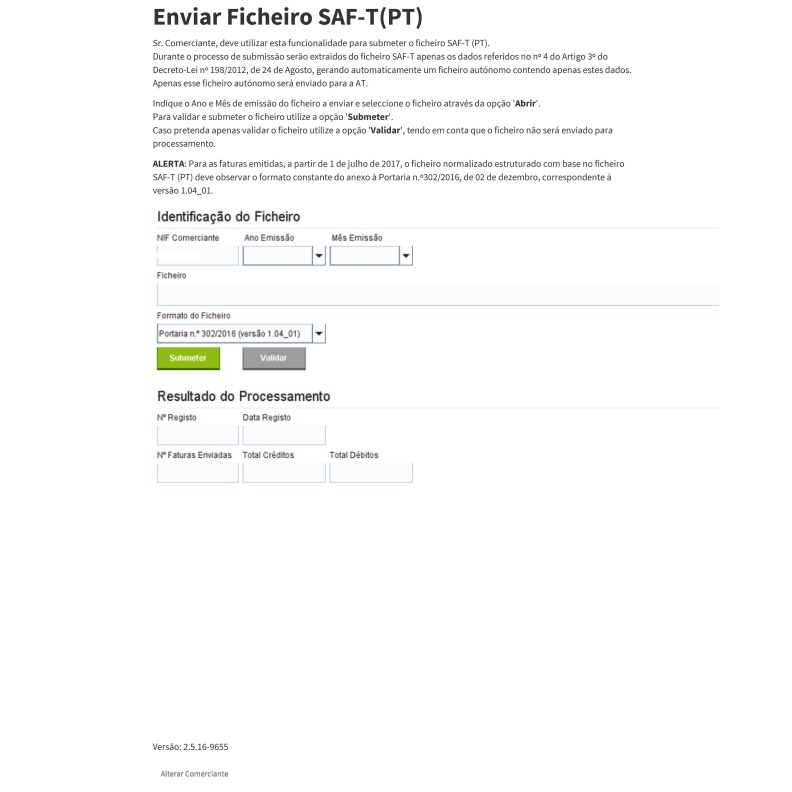 Enviar Ficheiro SAF-T(PT)
Sr. Comerciante, deve utilizar esta funcionalidade para submeter o ficheiro SAF-T (PT).
Durante o processo de submissão serão extraidos do ficheiro SAF-T apenas os dados referidos no nº 4 do Artigo 3º do
Decreto-Lei nº 198/2012, de 24 de Agosto, gerando automaticamente um ficheiro autónomo contendo apenas estes dados.
Apenas esse ficheiro autónomo será enviado para a AT.
Indique o Ano e Mês de emissão do ficheiro a enviar e seleccione o ficheiro através da opção 'Abrir'.
Para validar e submeter o ficheiro utilize a opção 'Submeter'.
Caso pretenda apenas validar o ficheiro utilize a opção 'Validar', tendo em conta que o ficheiro não será enviado para
processamento.
ALERTA: Para as faturas emitidas, a partir de 1 de julho de 2017, o ficheiro normalizado estruturado com base no ficheiro
SAF-T (PT) deve observar o formato constante do anexo à Portaria n.º302/2016, de 02 de dezembro, correspondente à
versão 1.04_01.
Identificação do Ficheiro
NIF Comerciante Ano Emissão Mês Emissão
Ficheiro
Formato do Ficheiro
Portaria n.º 302/2016 (versão 1.04_01)
Submeter Validar
Resultado do Processamento
Nº Registo Data Registo
Nº Faturas Enviadas Total Créditos Total Débitos
Versão: 2.5.16-9655
Alterar Comerciante